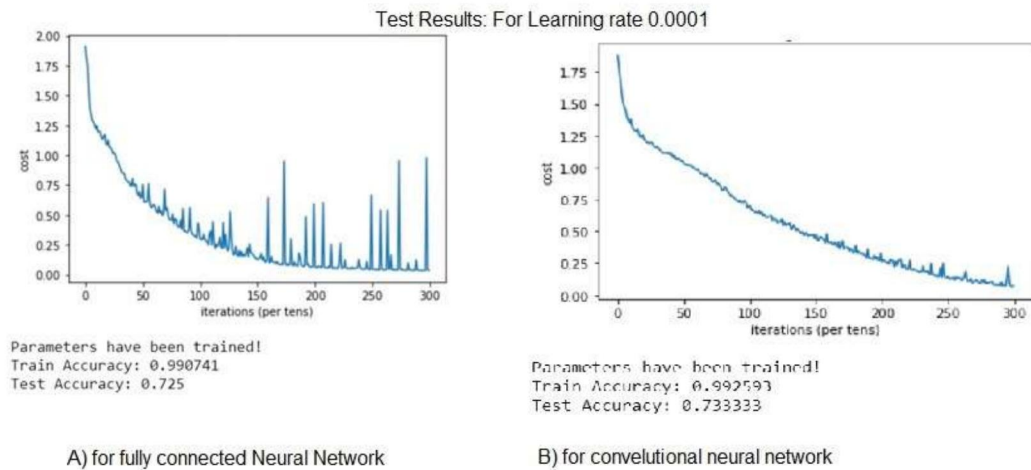 Test Results: For Learning rate 0.0001
2.00
1.75
1.50
1.25
1.00
0.75
0.50
0.25
0.00
cost
0 50 100 150 200 250 300
iterations (per tens)
Parameters have been trained!
Train Accuracy: 0.990741
Test Accuracy: 0.725
A) for fully connected Neural Network
1.75
1.50
1.25
1.00
0.75
0.50
0.25
0.00
cost
0 50 100 150 200 250 300
iterations (per tens)
Parameters have been trained!
Train Accuracy: 0.992593
Test Accuracy: 0.733333
B) for convelutional neural network